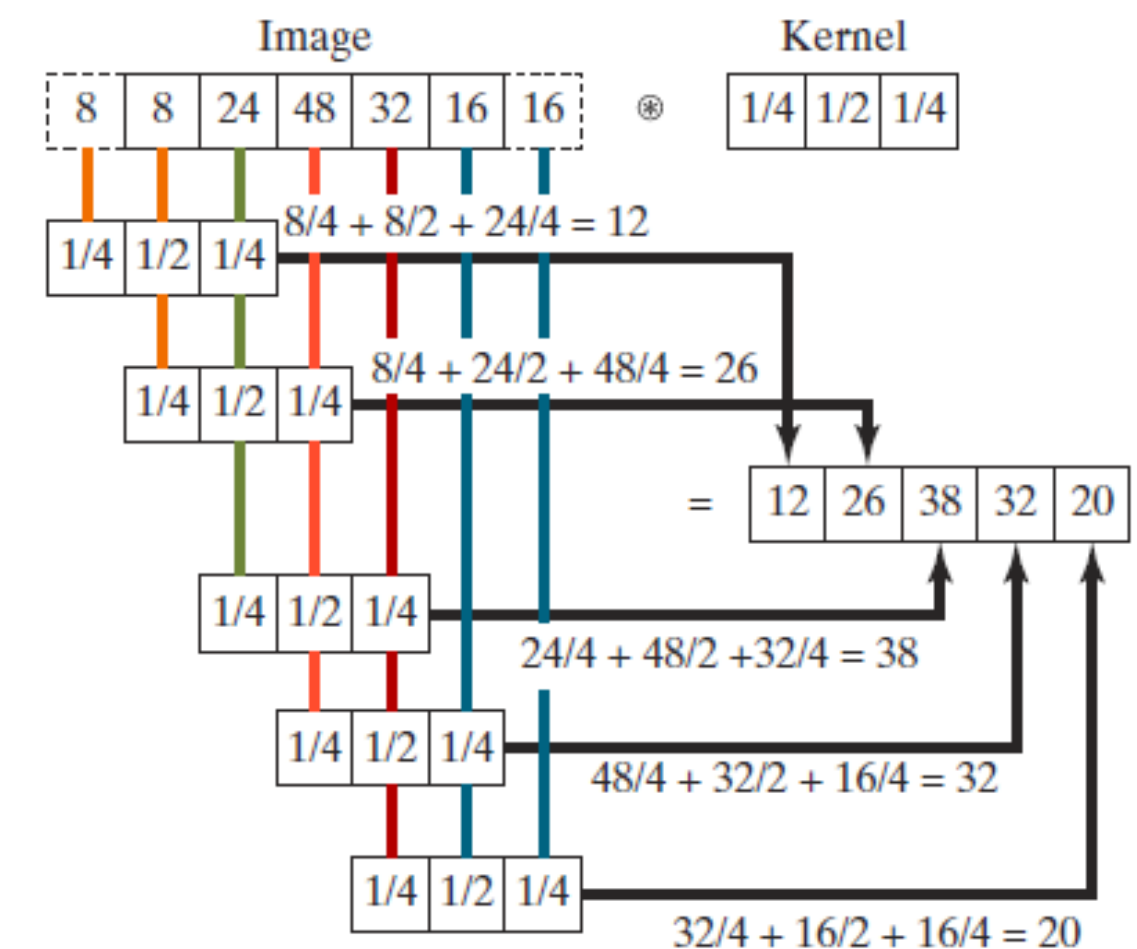 Image Kernel
8 8 24 48 32 16 16 ⊛ 1/4 1/2 1/4
8/4 + 8/2 + 24/4 = 12
1/4 1/2 1/4
8/4 + 24/2 + 48/4 = 26
1/4 1/2 1/4
= 12 26 38 32 20
1/4 1/2 1/4
24/4 + 48/2 +32/4 = 38
1/4 1/2 1/4
48/4 + 32/2 + 16/4 = 32
1/4 1/2 1/4
32/4 + 16/2 + 16/4 = 20